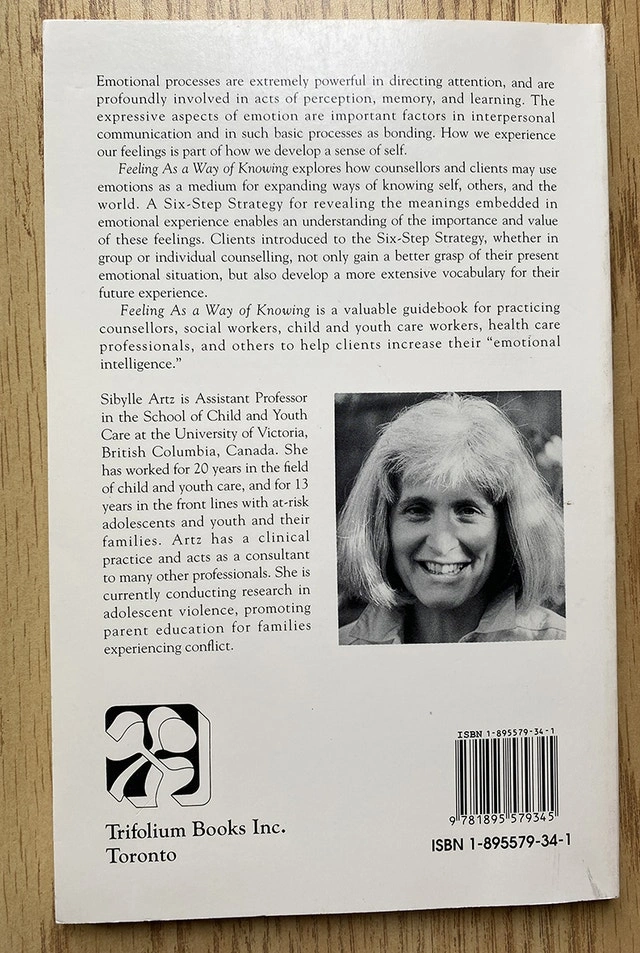 Emotional processes are extremely powerful in directing attention, and are
profoundly involved in acts of perception, memory, and learning. The
expressive aspects of emotion are important factors in interpersonal
communication and in such basic processes as bonding. How we experience
our feelings is part of how we develop a sense of self.
Feeling As a Way of Knowing explores how counsellors and clients may use
emotions as a medium for expanding ways of knowing self, others, and the
world. A Six-Step Strategy for revealing the meanings embedded in
emotional experience enables an understanding of the importance and value
of these feelings. Clients introduced to the Six-Step Strategy, whether in
group or individual counselling, not only gain a better grasp of their present
emotional situation, but also develop a more extensive vocabulary for their
future experience.
Feeling As a Way of Knowing is a valuable guidebook for practicing
counsellors, social workers, child and youth care workers, health care
professionals, and others to help clients increase their “emotional
intelligence.”
Sibylle Artz is Assistant Professor
in the School of Child and Youth
Care at the University of Victoria,
British Columbia, Canada. She
has worked for 20 years in the field
of child and youth care, and for 13
years in the front lines with at-risk
adolescents and youth and their
families. Artz has a clinical
practice and acts as a consultant
to many other professionals. She is
currently conducting research in
adolescent violence, promoting
parent education for families
experiencing conflict.
Trifolium Books Inc.
Toronto
ISBN 1-895579-34-1
9 781895 579345
ISBN 1-895579-34-1